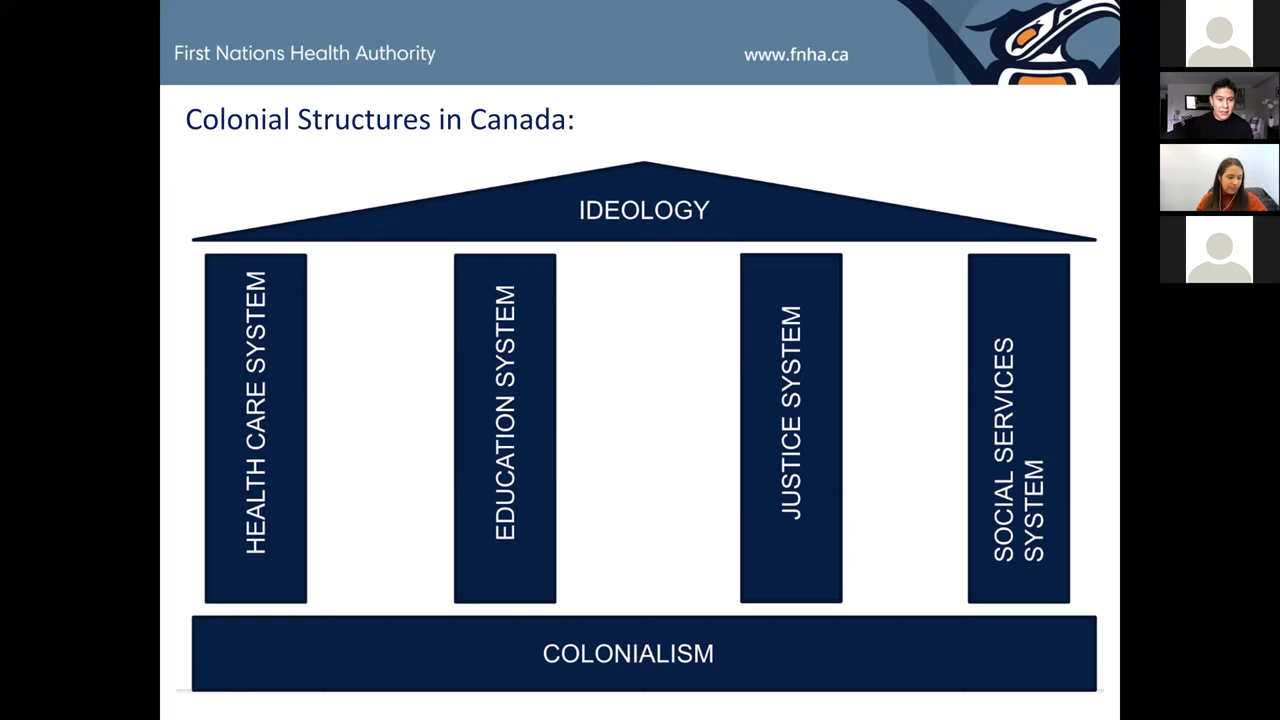 First Nations Health Authority
www.fnha.ca
Colonial Structures in Canada:
IDEOLOGY
HEALTH CARE SYSTEM
EDUCATION SYSTEM
JUSTICE SYSTEM
SOCIAL SERVICES
SYSTEM
COLONIALISM